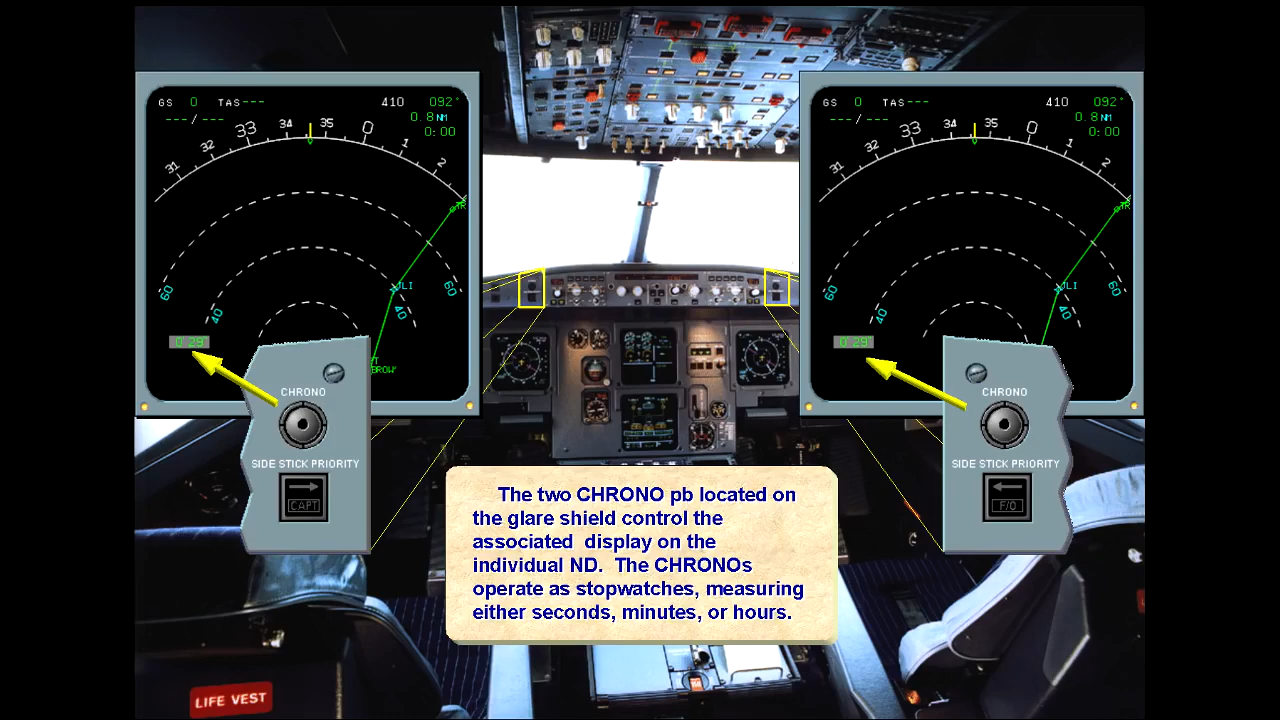 GS 0 TAS--- 410 092°
---/--- 0.8 NM
0:00
31 32 33 34 35 0 1 2
60 40 40 60
JLI
0'29"
CHRONO
SIDE STICK PRIORITY
CAPT
GS 0 TAS--- 410 092°
---/--- 0.8 NM
0:00
31 32 33 34 35 0 1 2
60 40 40 60
JLI
0'29"
CHRONO
SIDE STICK PRIORITY
F/O
The two CHRONO pb located on
the glare shield control the
associated display on the
individual ND. The CHRONOs
operate as stopwatches, measuring
either seconds, minutes, or hours.
LIFE VEST